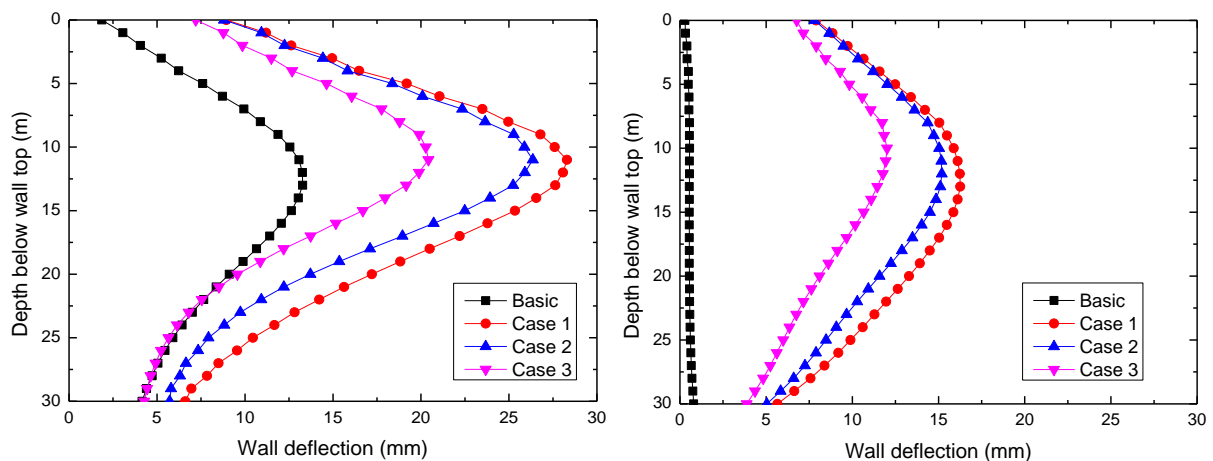 0 5 10 15 20 25 30
Depth below wall top (m)
0
5
10
15
20
25
30
Basic
Case 1
Case 2
Case 3
Wall deflection (mm)
0 5 10 15 20 25 30
Depth below wall top (m)
0
5
10
15
20
25
30
Basic
Case 1
Case 2
Case 3
Wall deflection (mm)